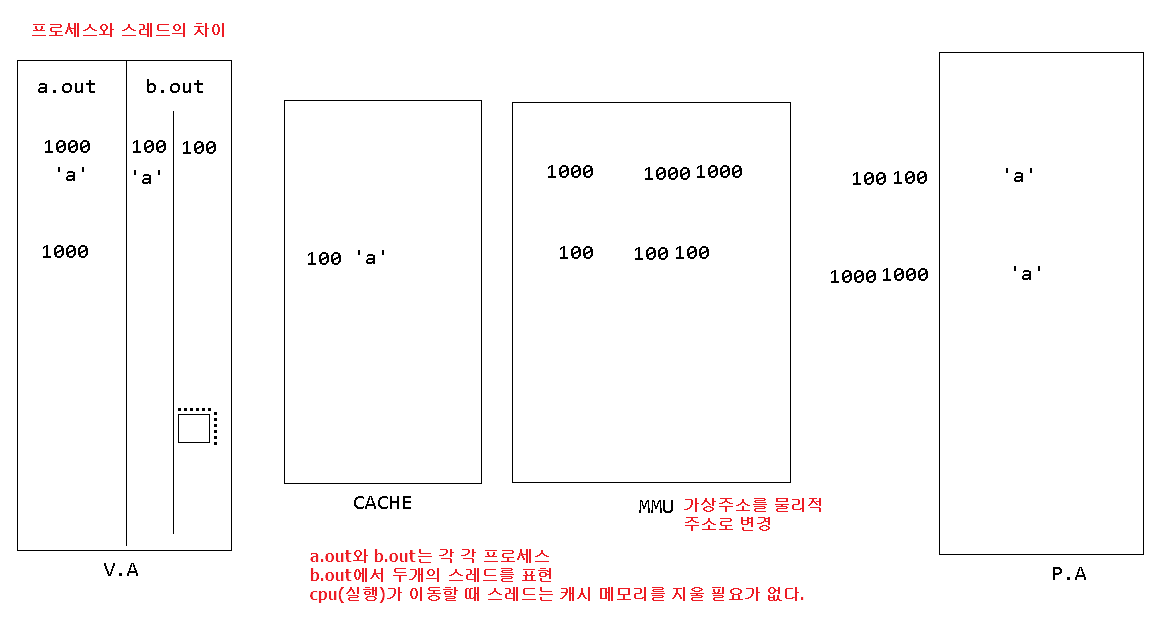 프로세스와 스레드의 차이
a.out b.out
1000 100 100
'a' 'a'
1000
100 'a'
CACHE
1000 1000 1000
100 100 100
MMU 가상주소를 물리적
주소로 변경
100 100 'a'
1000 1000 'a'
V.A
P.A
a.out와 b.out는 각 각 프로세스
b.out에서 두개의 스레드를 표현
cpu(실행)가 이동할 때 스레드는 캐시 메모리를 지울 필요가 없다.